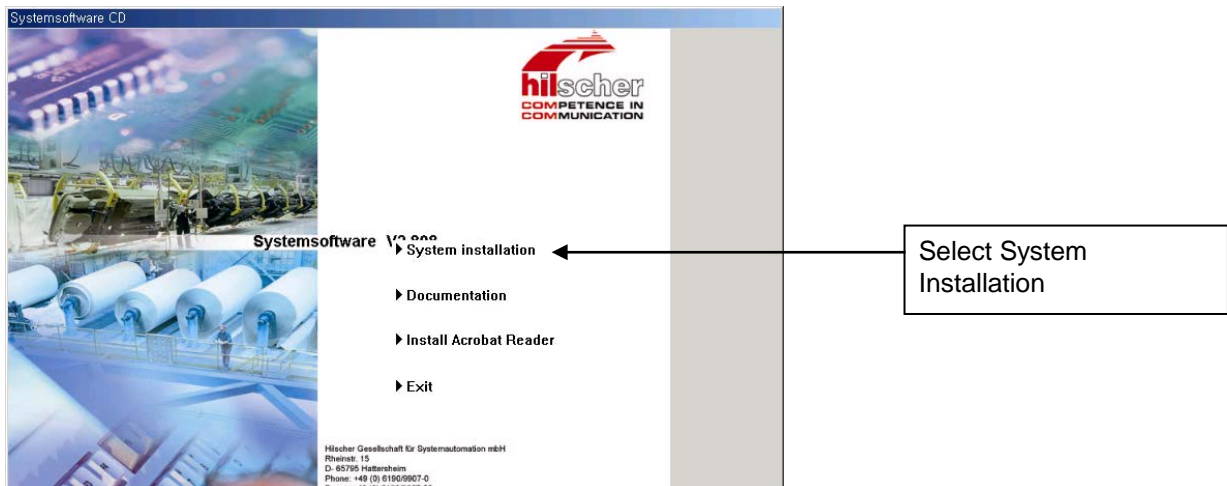 Systemsoftware CD
hilscher
COMPETENCE IN
COMMUNICATION
Systemsoftware
System installation
Documentation
Install Acrobat Reader
Exit
Hilscher Gesellschaft für Systemautomation mbH
Rheinstr. 15
D- 65795 Hattersheim
Phone: +49 (0) 6190/9907-0
Select System
Installation